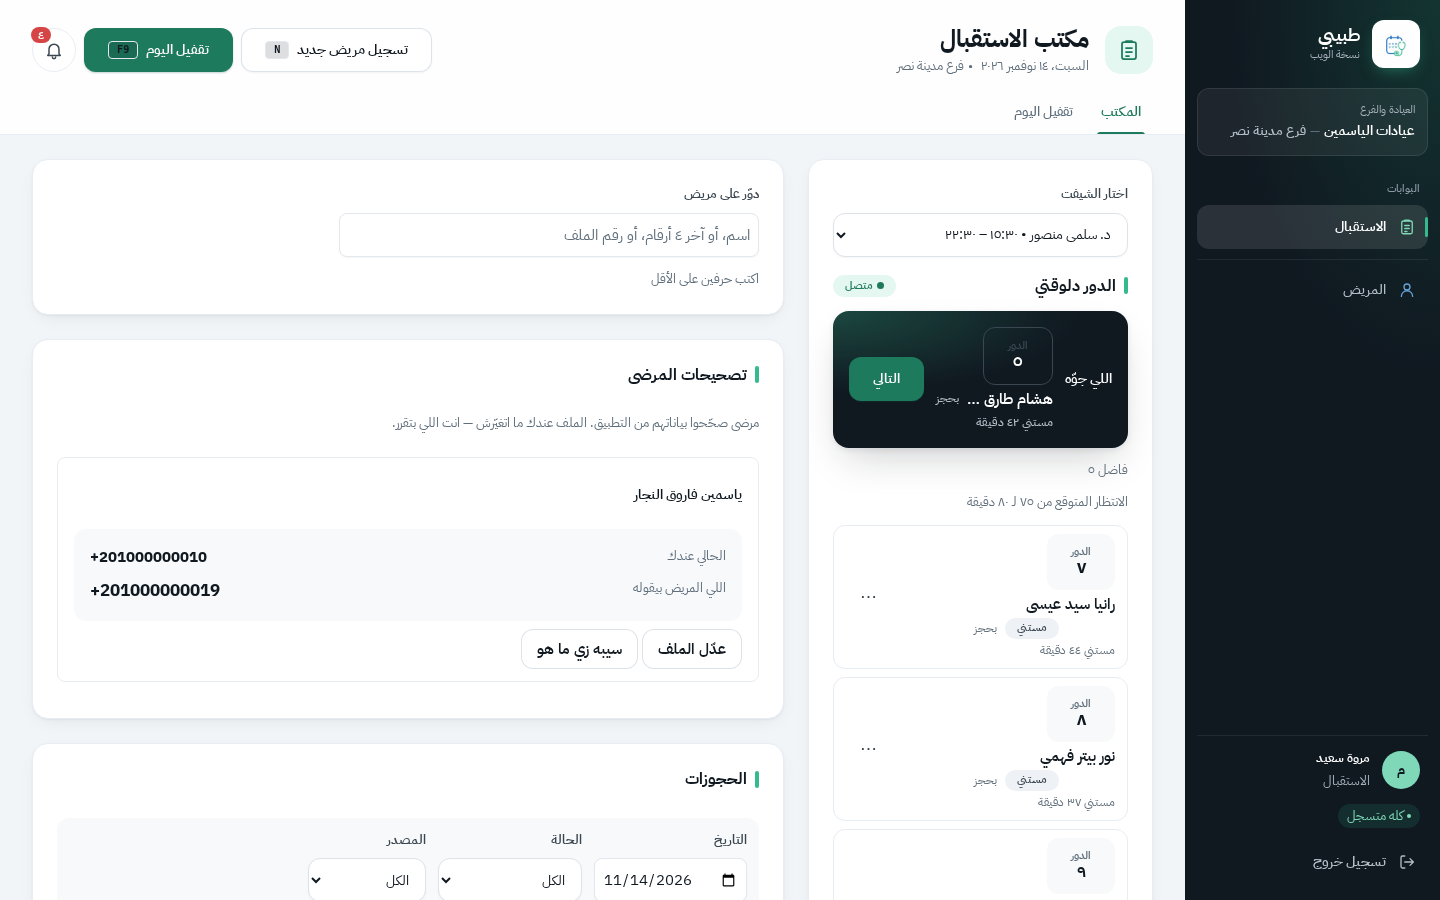 طبيبي
نسخة الويب
العيادة والفرع
عيادات الياسمين — فرع مدينة نصر
البوابات
الاستقبال
المريض
مروة سعيد
م
الاستقبال
• كله متسجل
تسجيل خروج
مكتب الاستقبال
السبت، ١٤ نوفمبر ٢٠٢٦ • فرع مدينة نصر
تسجيل مريض جديد N
تقفيل اليوم F9
٤
المكتب
تقفيل اليوم
اختار الشيفت
د. سلمى منصور • ١٥:٣٠ – ٢٢:٣٠
الدور دلوقتي
متصل
اللي جوّه
الدور
٥
هشام طارق ...
بحجز
مستني ٤٢ دقيقة
التالي
فاضل ٥
الانتظار المتوقع من ٧٥ لـ ٨٠ دقيقة
الدور
٧
رانيا سيد عيسى
مستني
بحجز
مستني ٤٤ دقيقة
...
الدور
٨
نور بيتر فهمي
مستني
بحجز
مستني ٣٧ دقيقة
...
الدور
٩
دوّر على مريض
اسم، أو آخر ٤ أرقام، أو رقم الملف
اكتب حرفين على الأقل
تصحيحات المرضى
مرضى صحّحوا بياناتهم من التطبيق. الملف عندك ما اتغيّرش — انت اللي بتقرر.
ياسمين فاروق النجار
الحالي عندك
+201000000010
اللي المريض بيقوله
+201000000019
عدّل الملف
سيبه زي ما هو
الحجوزات
التاريخ
الحالة
المصدر
11/14/2026
الكل
الكل